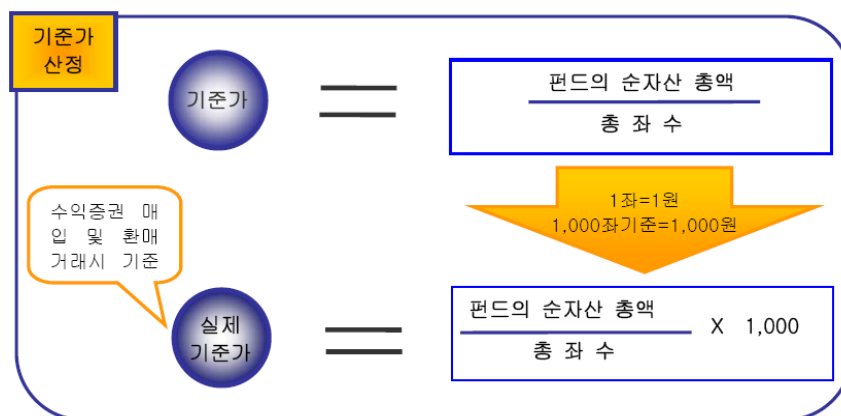 기준가
산정
기준가
펀드의 순자산 총액
총 좌 수
1좌=1원
1,000좌기준=1,000원
수익증권 매
입 및 환매
거래시 기준
실제
기준가
펀드의 순자산 총액
총 좌 수
X 1,000